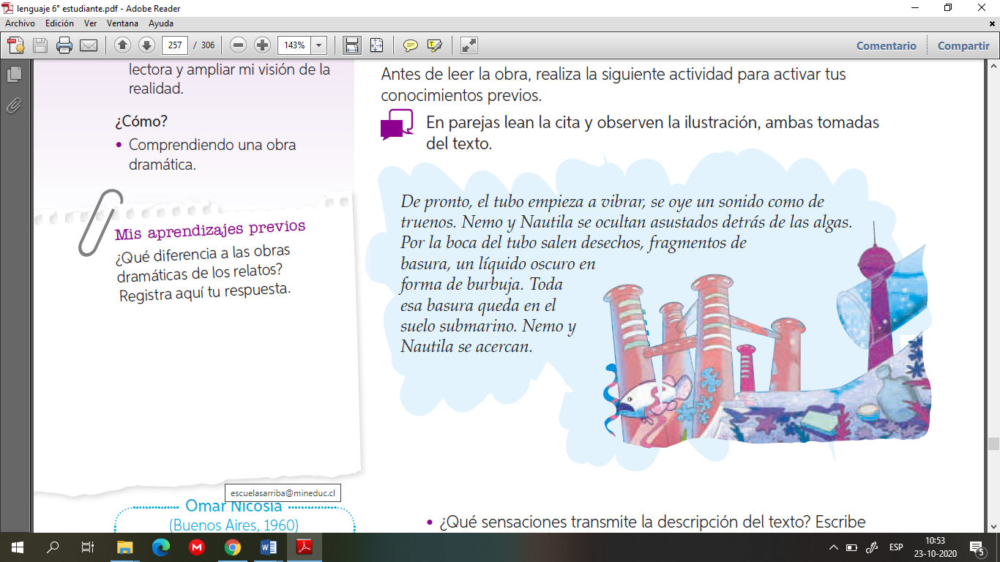 lenguaje 6° estudiante.pdf - Adobe Reader
Archivo Edición Ver Ventana Ayuda
257 / 306 143% Comentario Compartir
lectora y ampliar mi visión de la
realidad.
¿Cómo?
• Comprendiendo una obra
dramática.
Mis aprendizajes previos
¿Qué diferencia a las obras
dramáticas de los relatos?
Registra aquí tu respuesta.
escuelasarriba@mineduc.cl
Omar Nicosia
(Buenos Aires, 1960)
Antes de leer la obra, realiza la siguiente actividad para activar tus
conocimientos previos.
En parejas lean la cita y observen la ilustración, ambas tomadas
del texto.
De pronto, el tubo empieza a vibrar, se oye un sonido como de
truenos. Nemo y Nautila se ocultan asustados detrás de las algas.
Por la boca del tubo salen desechos, fragmentos de
basura, un líquido oscuro en
forma de burbuja. Toda
esa basura queda en el
suelo submarino. Nemo y
Nautila se acercan.
• ¿Qué sensaciones transmite la descripción del texto? Escribe
ESP
10:53
23-10-2020
5